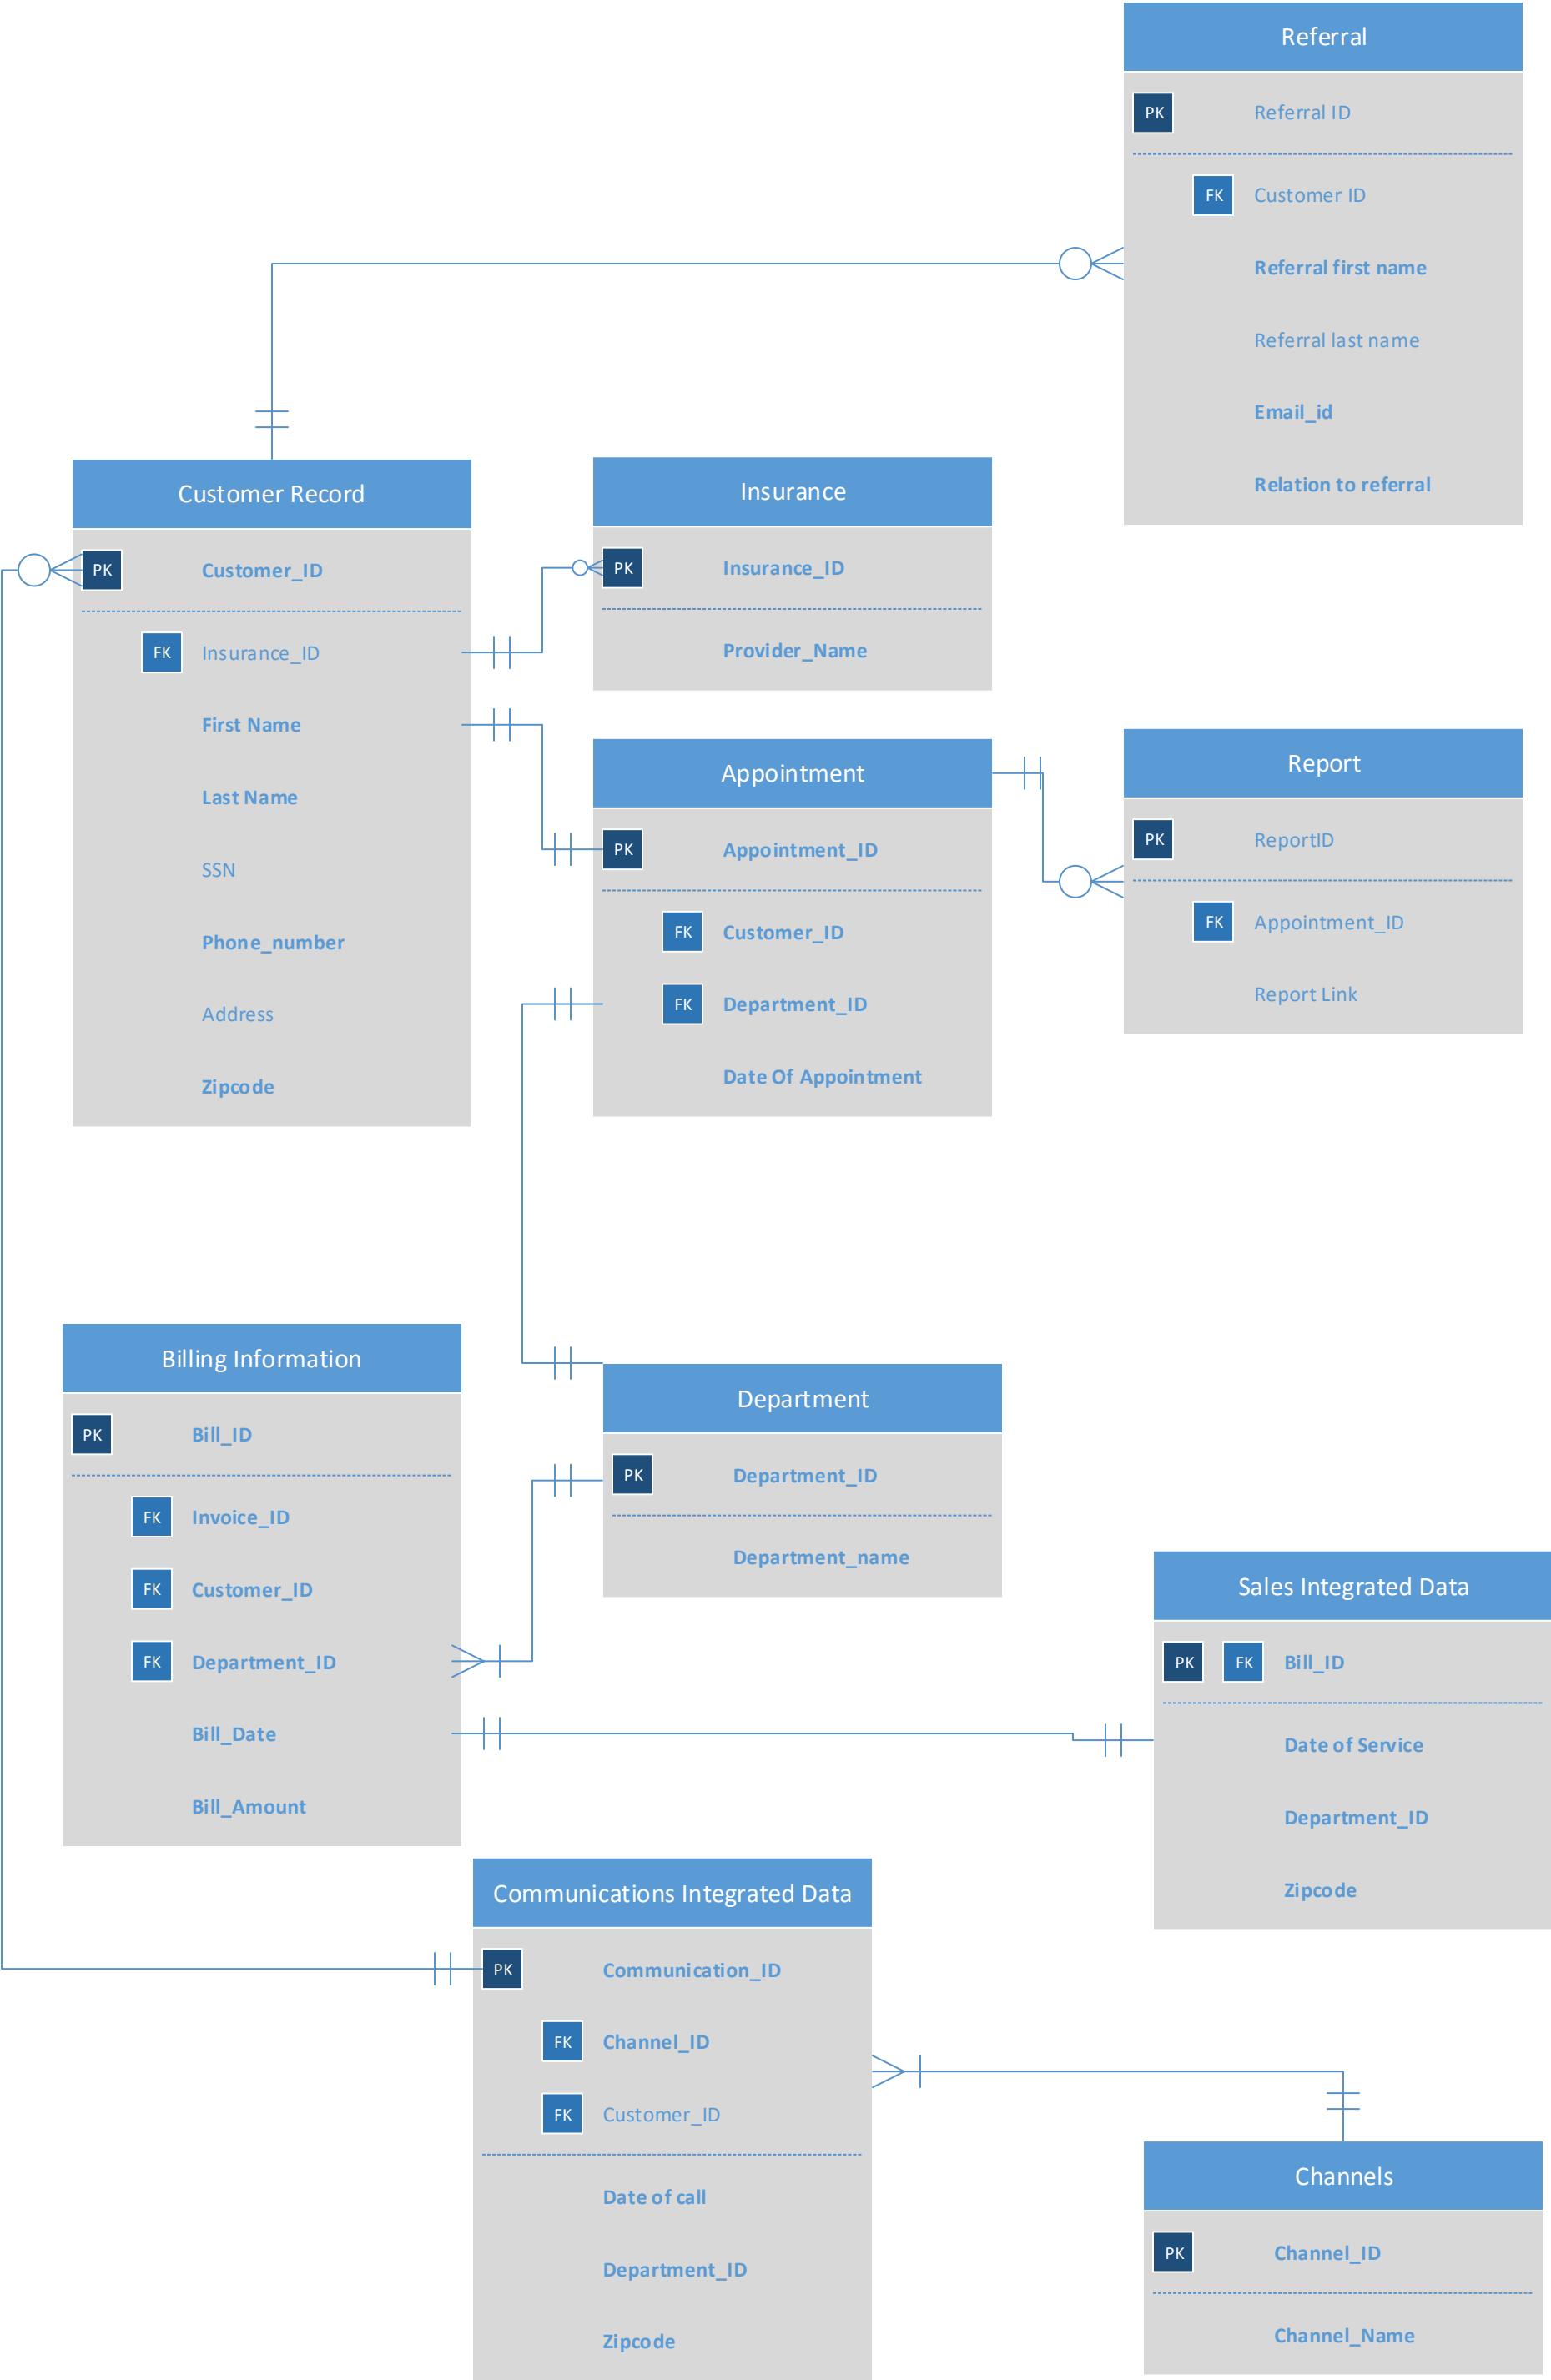 Referral
PK Referral ID
FK Customer ID
Referral first name
Referral last name
Email_id
Relation to referral
Customer Record
PK Customer_ID
FK Insurance_ID
First Name
Last Name
SSN
Phone_number
Address
Zipcode
Insurance
PK Insurance_ID
Provider_Name
Appointment
PK Appointment_ID
FK Customer_ID
FK Department_ID
Date Of Appointment
Report
PK ReportID
FK Appointment_ID
Report Link
Billing Information
PK Bill_ID
FK Invoice_ID
FK Customer_ID
FK Department_ID
Bill_Date
Bill_Amount
Department
PK Department_ID
Department_name
Sales Integrated Data
PK FK Bill_ID
Date of Service
Department_ID
Zipcode
Communications Integrated Data
PK Communication_ID
FK Channel_ID
FK Customer_ID
Date of call
Department_ID
Zipcode
Channels
PK Channel_ID
Channel_Name